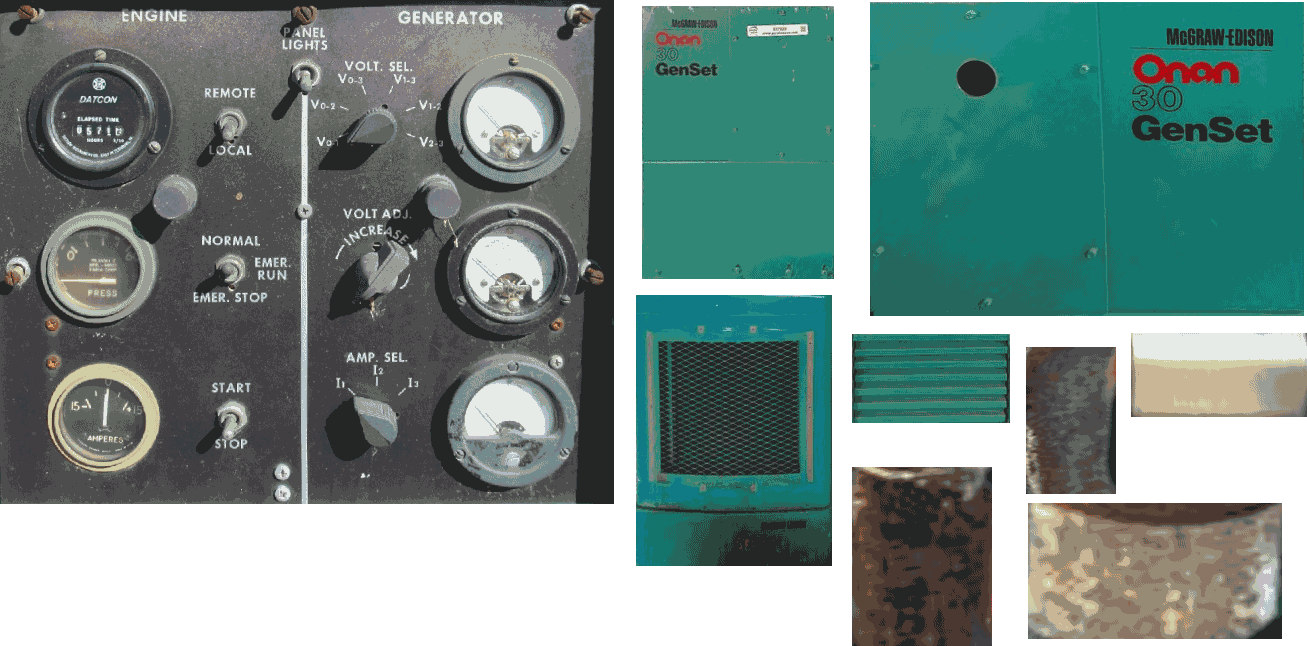 ENGINE
GENERATOR
PANEL
LIGHTS
VOLT. SEL.
V0-3 V1-3
V0-2 V1-2
V0-1 V2-3
DATCON
ELAPSED TIME
HOURS
REMOTE
LOCAL
VOLT ADJ.
INCREASE
NORMAL
EMER.
RUN
EMER. STOP
PRESS
AMP. SEL.
I1 I2 I3
START
STOP
15 0 15
AMPERES
McGRAW-EDISON
Onan
30
GenSet
McGRAW-EDISON
Onan
30
GenSet